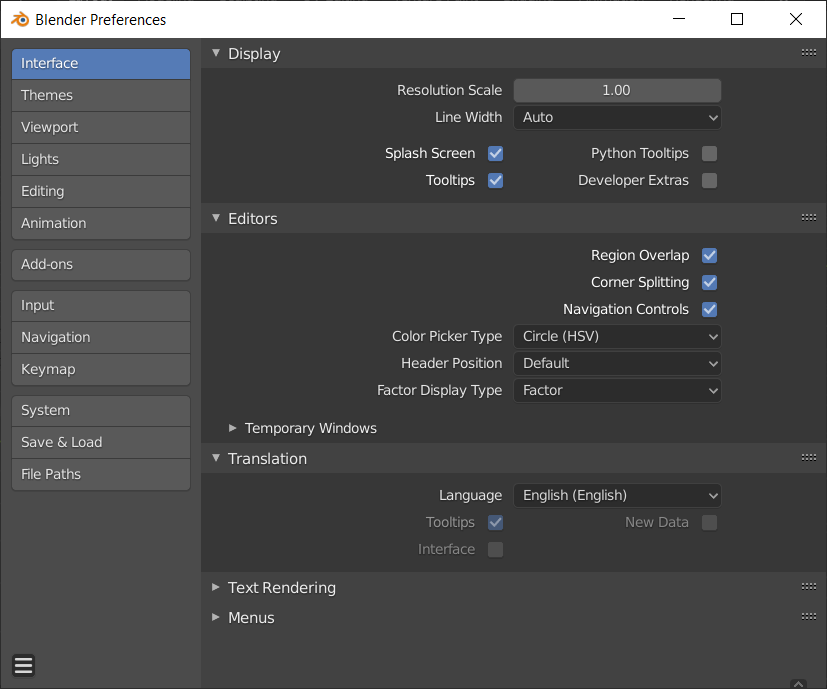 Blender Preferences
Interface
Themes
Viewport
Lights
Editing
Animation
Add-ons
Input
Navigation
Keymap
System
Save & Load
File Paths
Display
Resolution Scale 1.00
Line Width Auto
Splash Screen Python Tooltips
Tooltips Developer Extras
Editors
Region Overlap
Corner Splitting
Navigation Controls
Color Picker Type Circle (HSV)
Header Position Default
Factor Display Type Factor
Temporary Windows
Translation
Language English (English)
Tooltips New Data
Interface
Text Rendering
Menus